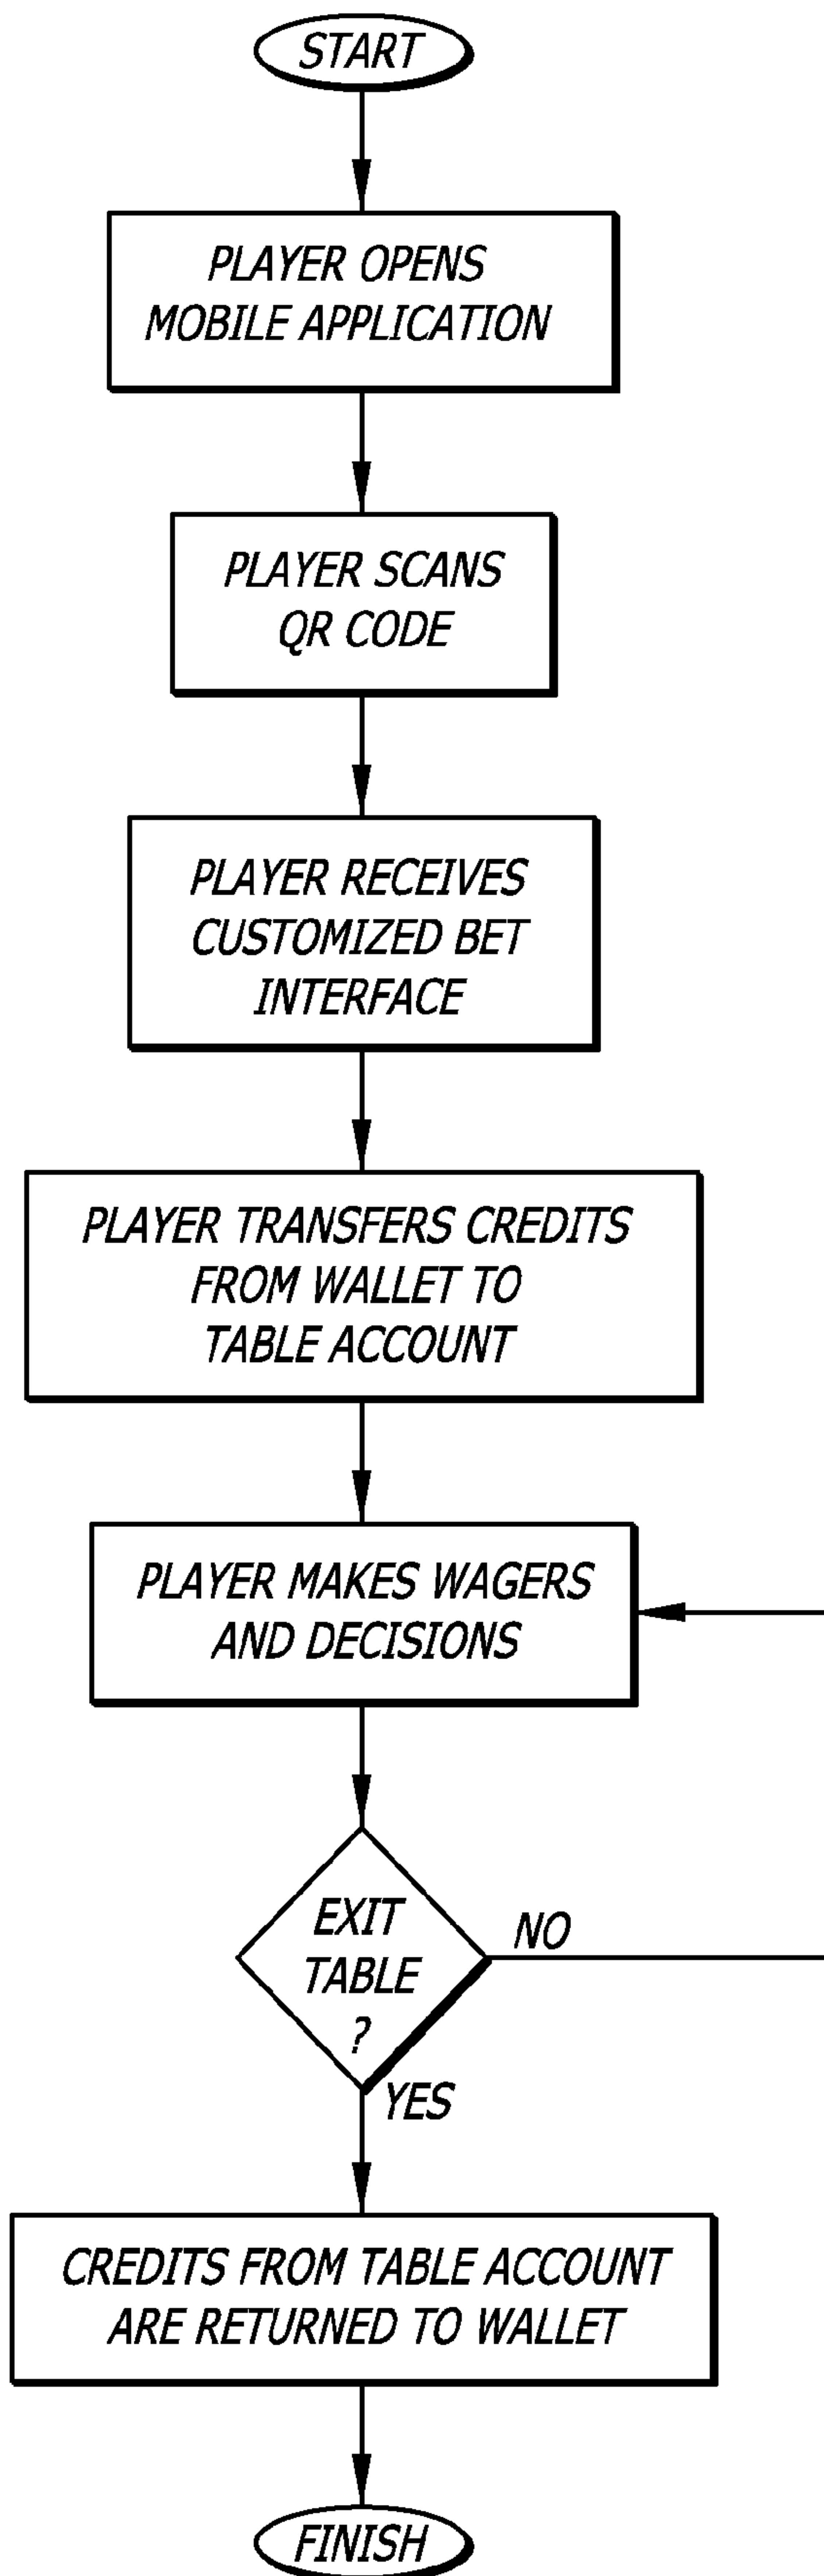 START
PLAYER OPENS
MOBILE APPLICATION
PLAYER SCANS
QR CODE
PLAYER RECEIVES
CUSTOMIZED BET
INTERFACE
PLAYER TRANSFERS CREDITS
FROM WALLET TO
TABLE ACCOUNT
PLAYER MAKES WAGERS
AND DECISIONS
EXIT
TABLE
?
NO
YES
CREDITS FROM TABLE ACCOUNT
ARE RETURNED TO WALLET
FINISH